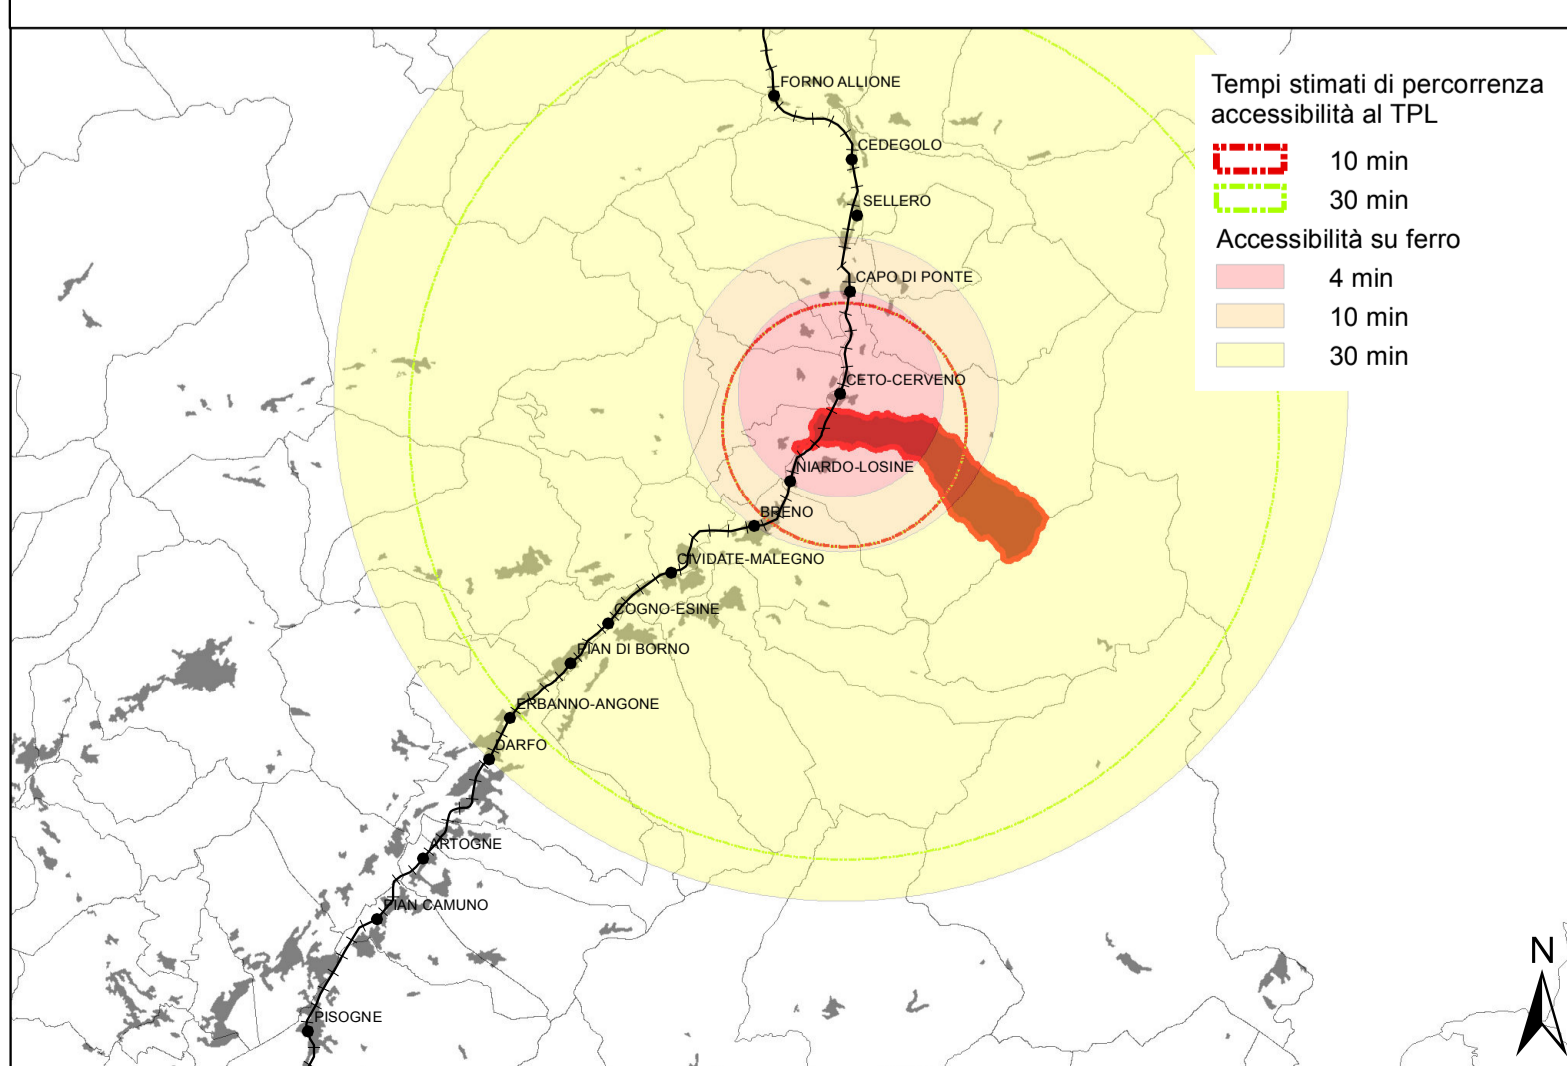 FORNO ALLIONE
CEDEGOLO
SELLERO
CAPO DI PONTE
CETO-CERVENO
NIARDO-LOSINE
BRENO
CIVIDATE-MALEGNO
COGNO-ESINE
PIAN DI BORNO
ERBANNO-ANGONE
DARFO
ARTOGNE
PIAN CAMUNO
PISOGNE
Tempi stimati di percorrenza
accessibilità al TPL
10 min
30 min
Accessibilità su ferro
4 min
10 min
30 min
N